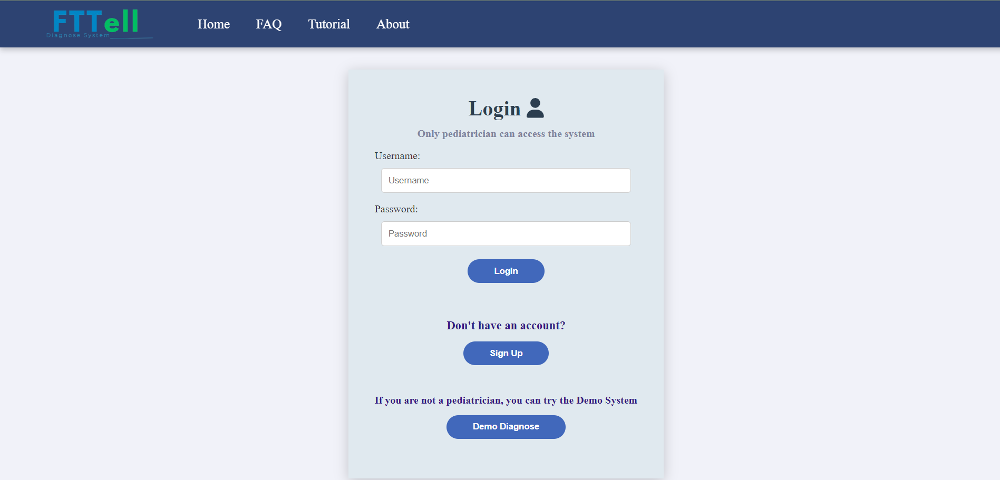 FTTell
Diagnose System
Home FAQ Tutorial About
Login
Only pediatrician can access the system
Username:
Username
Password:
Password
Login
Don't have an account?
Sign Up
If you are not a pediatrician, you can try the Demo System
Demo Diagnose